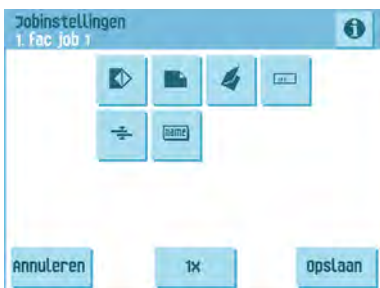 Jobinstellingen
1. Fac job 1
name
Annuleren
1X
Opslaan